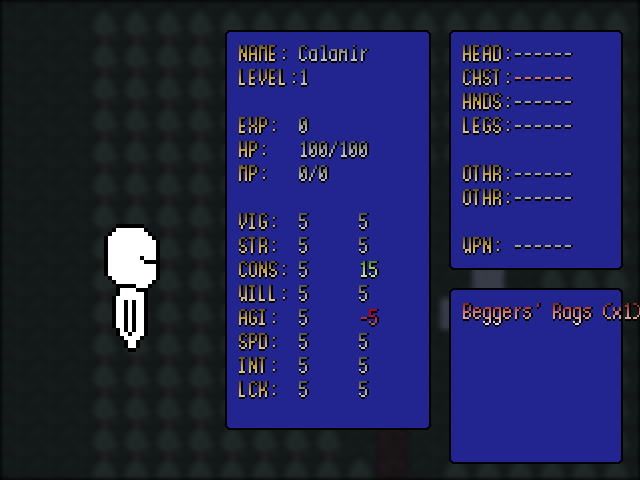 NAME: Calamir
LEVEL:1
EXP: 0
HP: 100/100
MP: 0/0
VIG: 5 5
STR: 5 5
CONS: 5 15
WILL: 5 5
AGI: 5 -5
SPD: 5 5
INT: 5 5
LCK: 5 5
HEAD:------
CHST:------
HNDS:------
LEGS:------
OTHR:------
OTHR:------
WPN: ------
Beggers' Rags (x1)